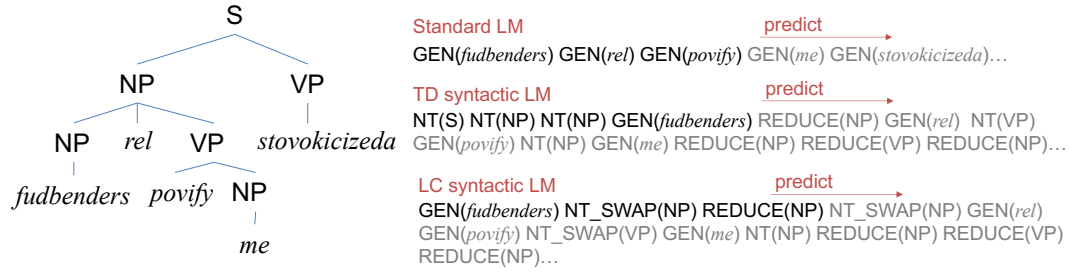 S
NP VP
NP rel VP stovokicizeda
fudbenders povify NP
me
Standard LM predict
GEN(fudbenders) GEN(rel) GEN(povify) GEN(me) GEN(stovokicizeda)…
TD syntactic LM predict
NT(S) NT(NP) NT(NP) GEN(fudbenders) REDUCE(NP) GEN(rel) NT(VP)
GEN(povify) NT(NP) GEN(me) REDUCE(NP) REDUCE(VP) REDUCE(NP)…
LC syntactic LM predict
GEN(fudbenders) NT_SWAP(NP) REDUCE(NP) NT_SWAP(NP) GEN(rel)
GEN(povify) NT_SWAP(VP) GEN(me) NT(NP) REDUCE(NP) REDUCE(VP)
REDUCE(NP)…